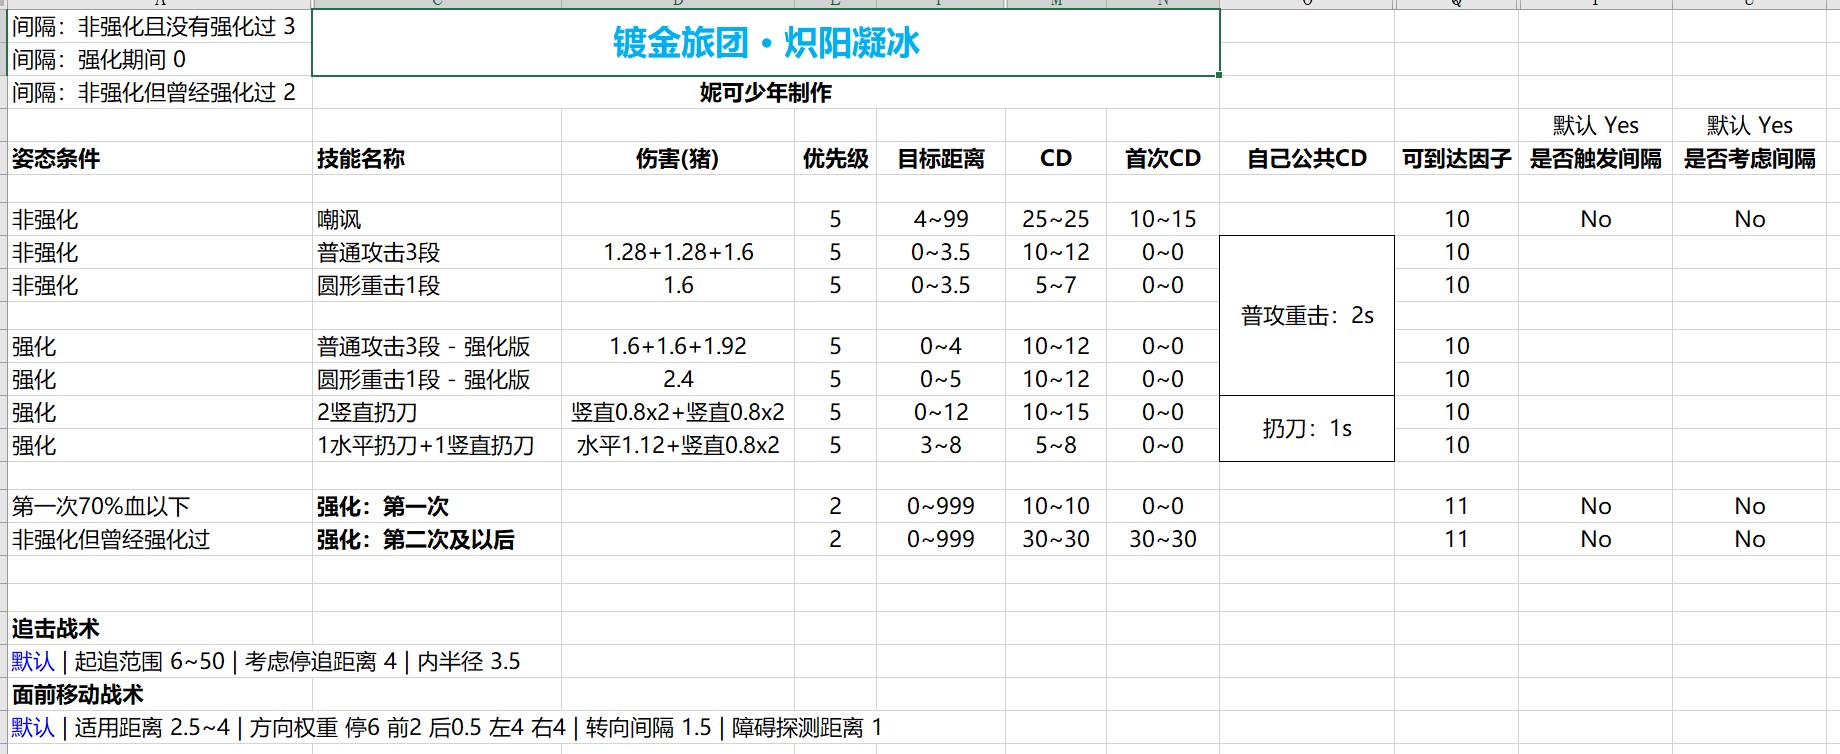 间隔：非强化且没有强化过 3
镀金旅团·炽阳凝冰
间隔：强化期间 0
间隔：非强化但曾经强化过 2
妮可少年制作
默认 Yes 默认 Yes
姿态条件 技能名称 伤害(猪) 优先级 目标距离 CD 首次CD 自己公共CD 可到达因子 是否触发间隔 是否考虑间隔
非强化 嘲讽 5 4~99 25~25 10~15 10 No No
非强化 普通攻击3段 1.28+1.28+1.6 5 0~3.5 10~12 0~0 10
非强化 圆形重击1段 1.6 5 0~3.5 5~7 0~0 10
普攻重击：2s
强化 普通攻击3段 - 强化版 1.6+1.6+1.92 5 0~4 10~12 0~0 10
强化 圆形重击1段 - 强化版 2.4 5 0~5 10~12 0~0 10
强化 2竖直扔刀 竖直0.8x2+竖直0.8x2 5 0~12 10~15 0~0 10
扔刀：1s
强化 1水平扔刀+1竖直扔刀 水平1.12+竖直0.8x2 5 3~8 5~8 0~0 10
第一次70%血以下 强化：第一次 2 0~999 10~10 0~0 11 No No
非强化但曾经强化过 强化：第二次及以后 2 0~999 30~30 30~30 11 No No
追击战术
默认 | 起追范围 6~50 | 考虑停追距离 4 | 内半径 3.5
面前移动战术
默认 | 适用距离 2.5~4 | 方向权重 停6 前2 后0.5 左4 右4 | 转向间隔 1.5 | 障碍探测距离 1